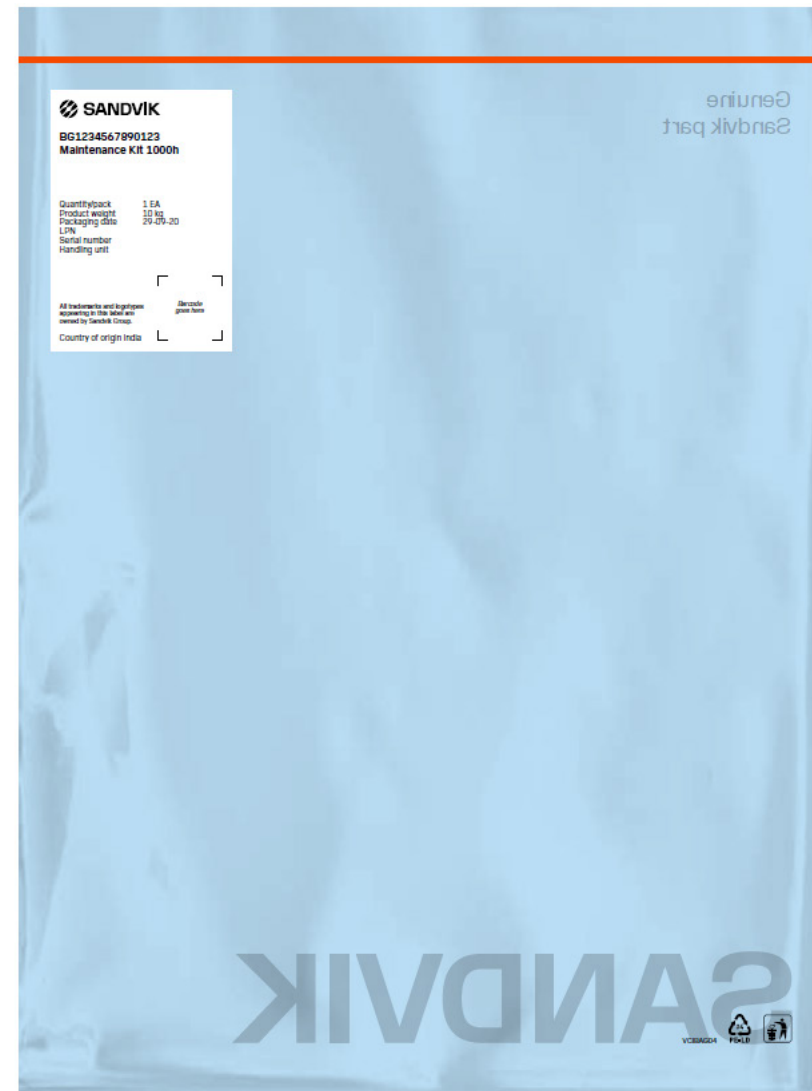 SANDVIK
BG1234567890123
Maintenance Kit 1000h
Genuine
Sandvik part
Quantity/pack 1 EA
Product weight 10 kg
Packaging date 29-09-20
LPN
Serial number
Handling unit
Barcode
goes here
All trademarks and logotypes
appearing in this label are
owned by Sandvik Group.
Country of origin India
SANDVIK
VCIBAG04
04
PE-LD